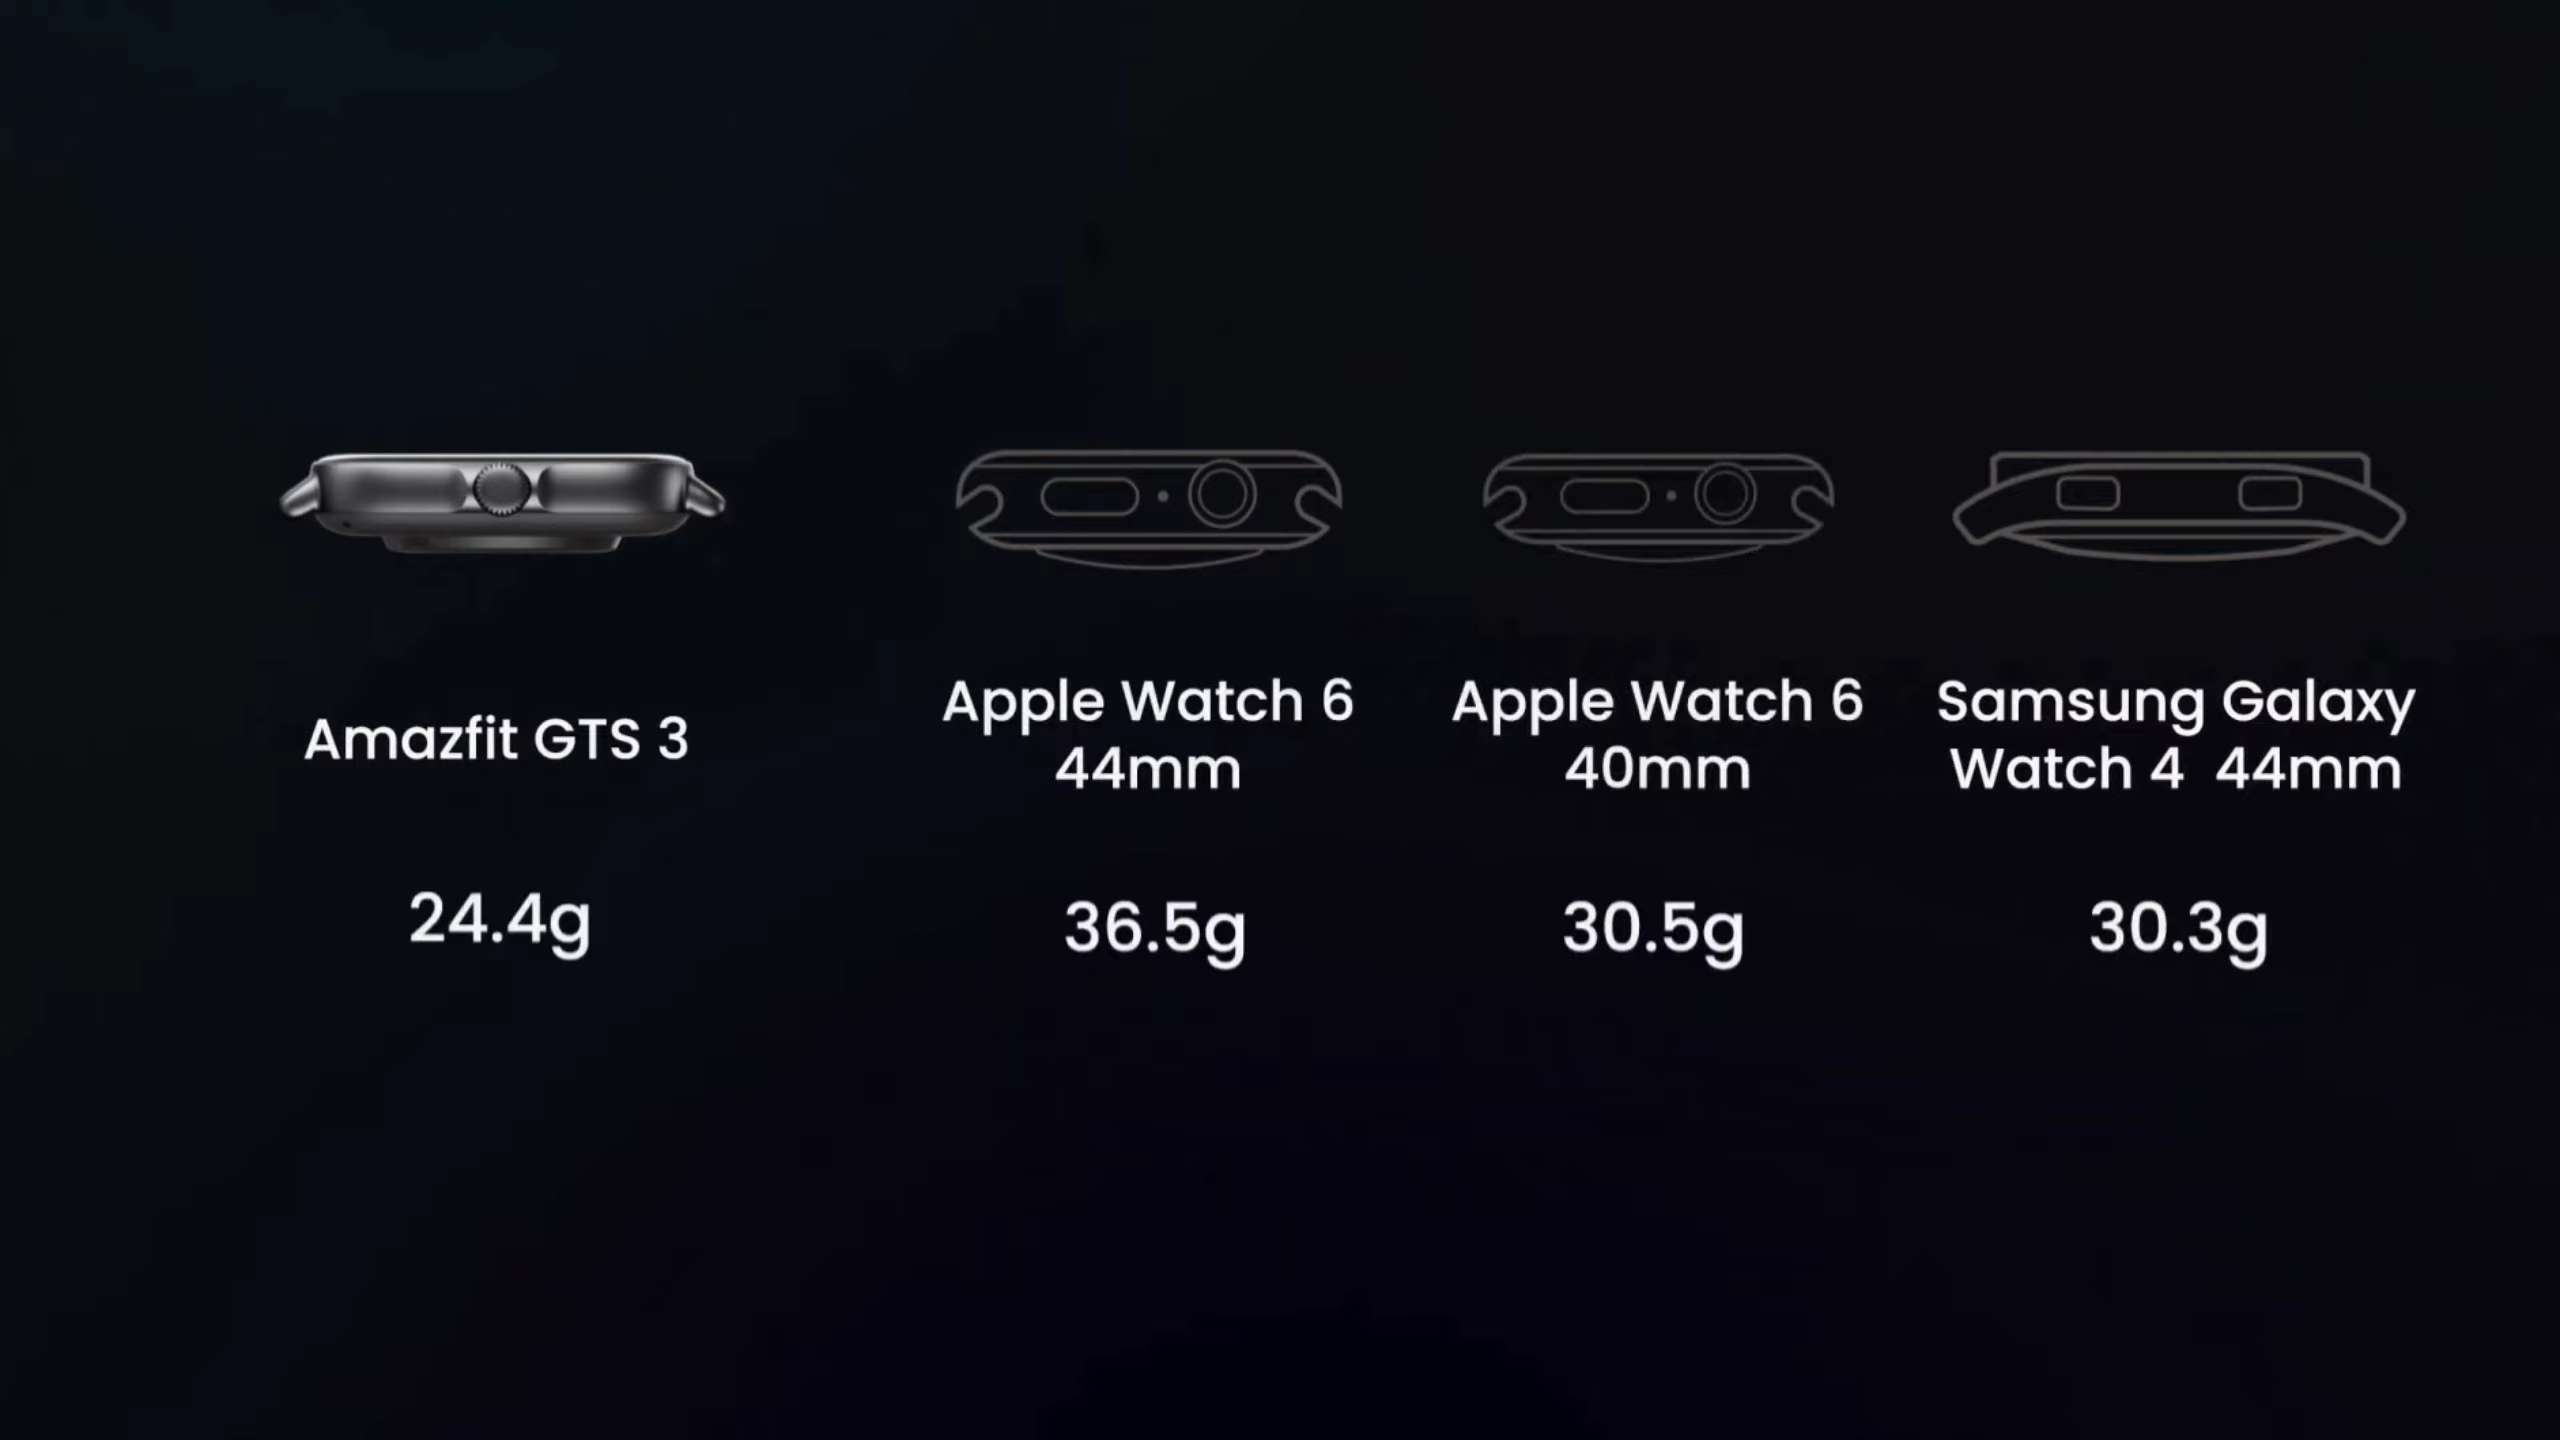 Amazfit GTS 3
24.4g
Apple Watch 6
44mm
36.5g
Apple Watch 6
40mm
30.5g
Samsung Galaxy
Watch 4  44mm
30.3g